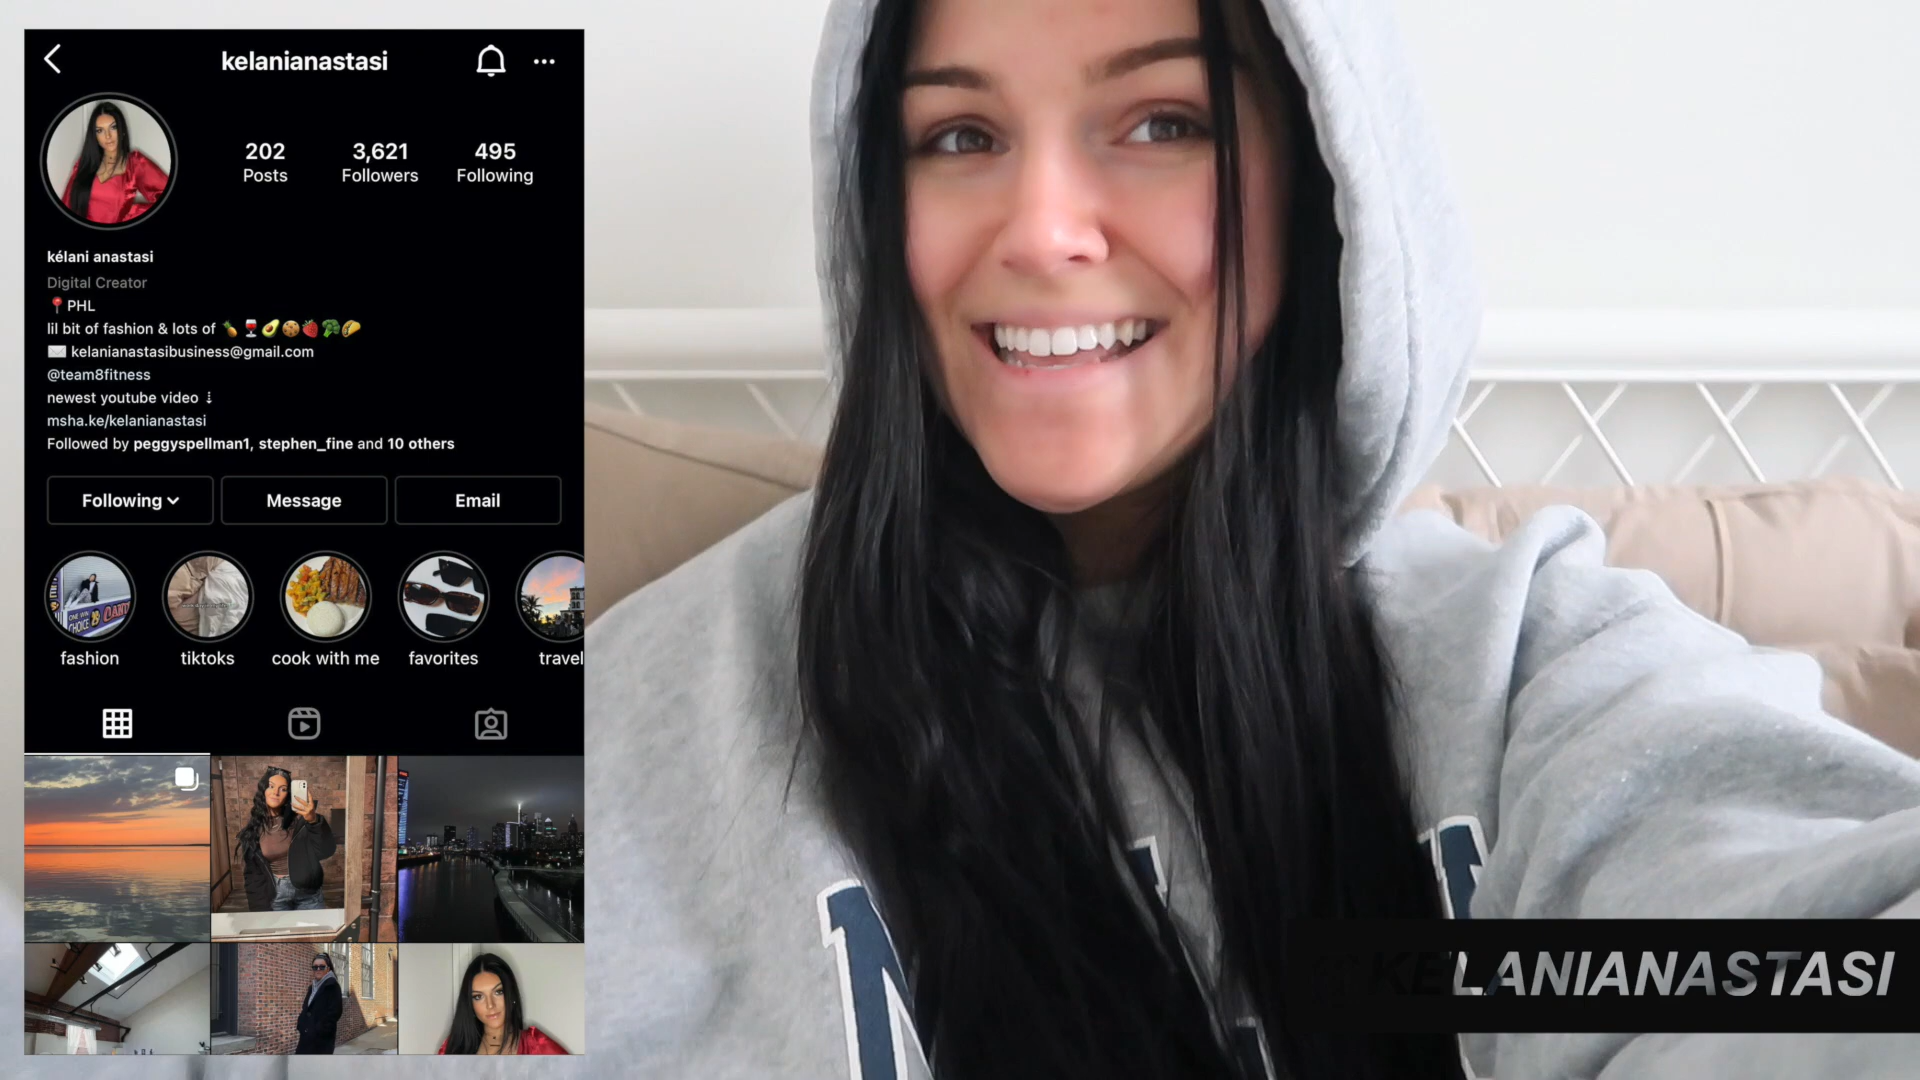 kelanianastasi
202
3,621
495
Posts
Followers
Following
kélani anastasi
Digital Creator
📍PHL
lil bit of fashion & lots of 🍍🍷🥑🍪🍓🥦🌮
✉️ kelanianastasibusiness@gmail.com
@team8fitness
newest youtube video ⇣
msha.ke/kelanianastasi
Followed by peggyspellman1, stephen_fine and 10 others
Following
Message
Email
fashion
tiktoks
cook with me
favorites
travel
@KELANIANASTASI